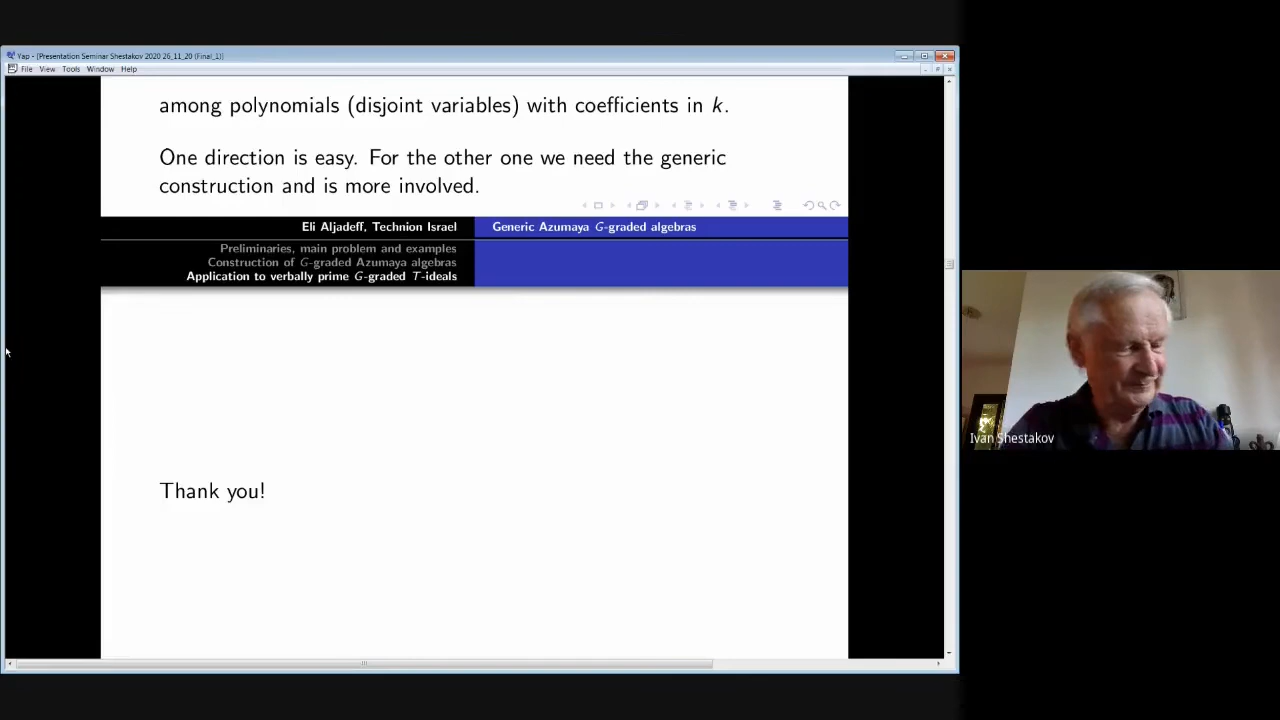 Yap - [Presentation Seminar Shestakov 2020 26_11_20 (Final_1)]
File View Tools Window Help
among polynomials (disjoint variables) with coefficients in k.
One direction is easy. For the other one we need the generic
construction and is more involved.
Eli Aljadeff, Technion Israel
Generic Azumaya G-graded algebras
Preliminaries, main problem and examples
Construction of G-graded Azumaya algebras
Application to verbally prime G-graded T-ideals
Thank you!
Ivan Shestakov